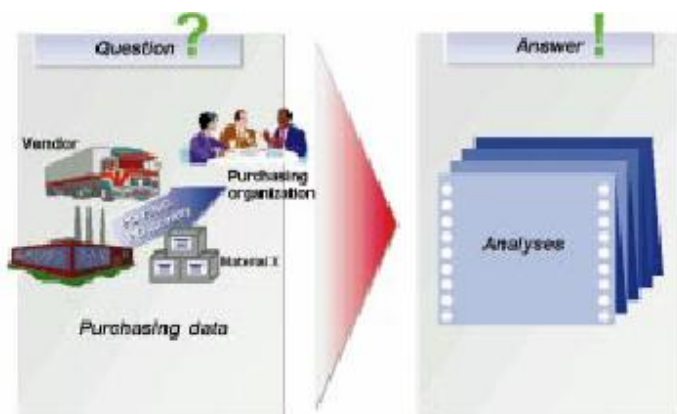 Question ?
Answer !
Vendor
Purchasing
organization
Material X
Purchasing data
Analyses